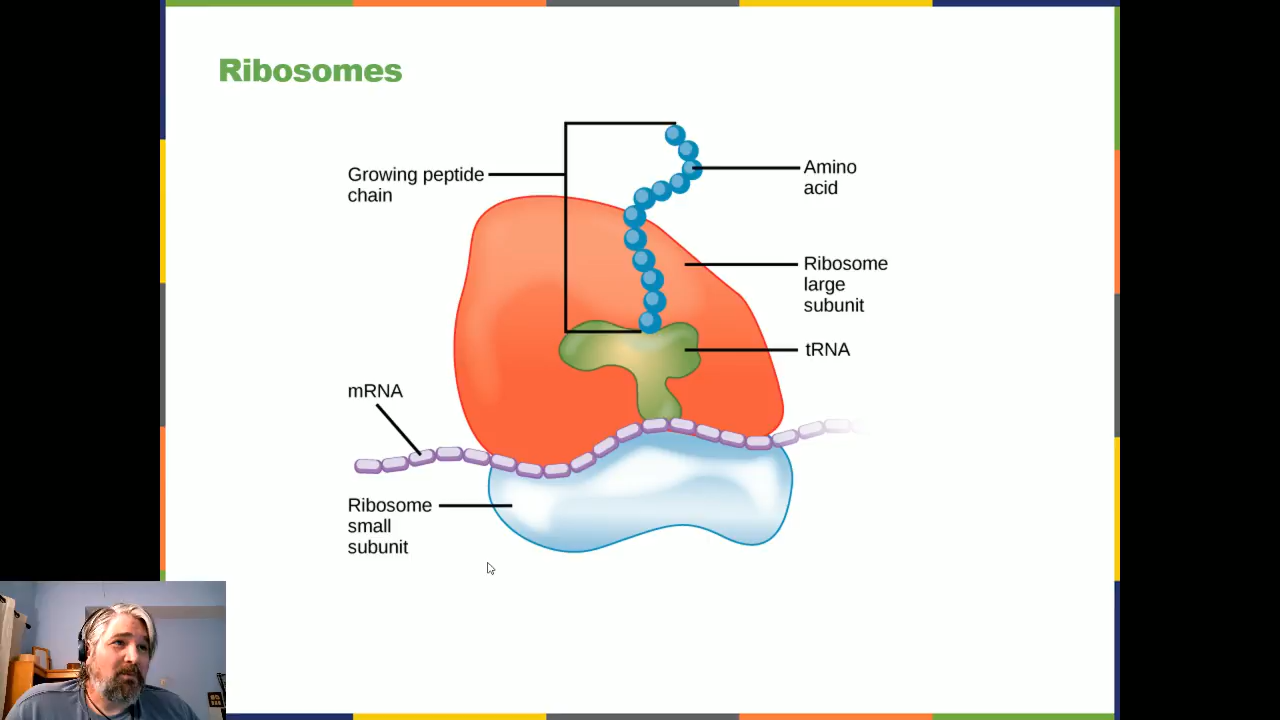 Ribosomes
Growing peptide
chain
Amino
acid
Ribosome
large
subunit
tRNA
mRNA
Ribosome
small
subunit